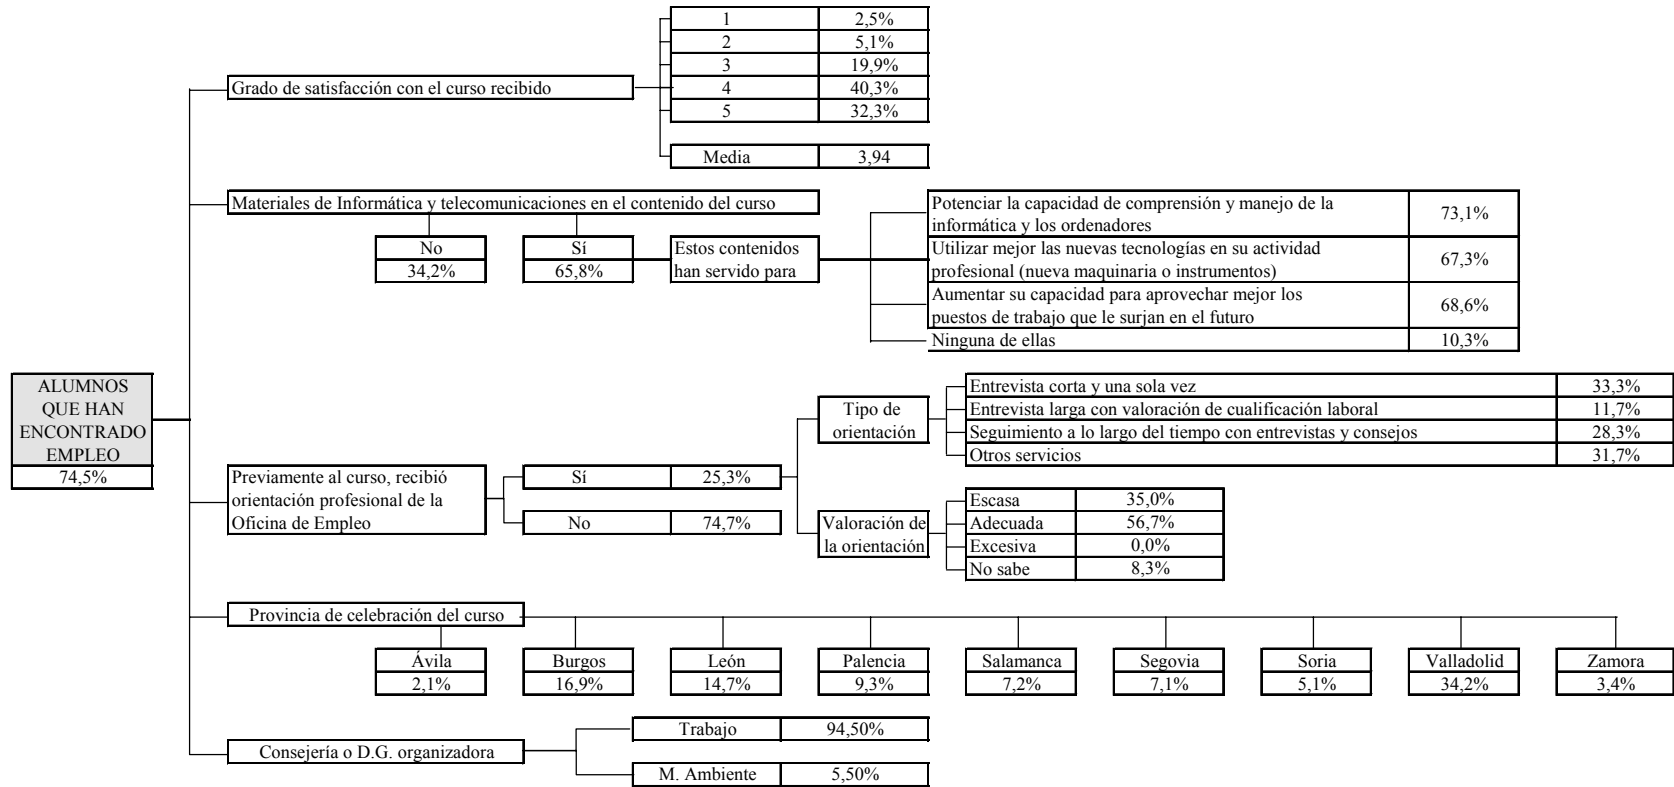 1 2,5%
2 5,1%
3 19,9%
Grado de satisfacción con el curso recibido 4 40,3%
5 32,3%
Media 3,94
Materiales de Informática y telecomunicaciones en el contenido del curso
No
34,2%
Sí
65,8%
Estos contenidos
han servido para
Potenciar la capacidad de comprensión y manejo de la
informática y los ordenadores
73,1%
Utilizar mejor las nuevas tecnologías en su actividad
profesional (nueva maquinaria o instrumentos)
67,3%
Aumentar su capacidad para aprovechar mejor los
puestos de trabajo que le surjan en el futuro
68,6%
Ninguna de ellas 10,3%
ALUMNOS
QUE HAN
ENCONTRADO
EMPLEO
74,5%
Previamente al curso, recibió
orientación profesional de la
Oficina de Empleo
Sí 25,3%
No 74,7%
Tipo de
orientación
Entrevista corta y una sola vez 33,3%
Entrevista larga con valoración de cualificación laboral 11,7%
Seguimiento a lo largo del tiempo con entrevistas y consejos 28,3%
Otros servicios 31,7%
Valoración de
la orientación
Escasa 35,0%
Adecuada 56,7%
Excesiva 0,0%
No sabe 8,3%
Provincia de celebración del curso
Ávila Burgos León Palencia Salamanca Segovia Soria Valladolid Zamora
2,1% 16,9% 14,7% 9,3% 7,2% 7,1% 5,1% 34,2% 3,4%
Consejería o D.G. organizadora
Trabajo 94,50%
M. Ambiente 5,50%